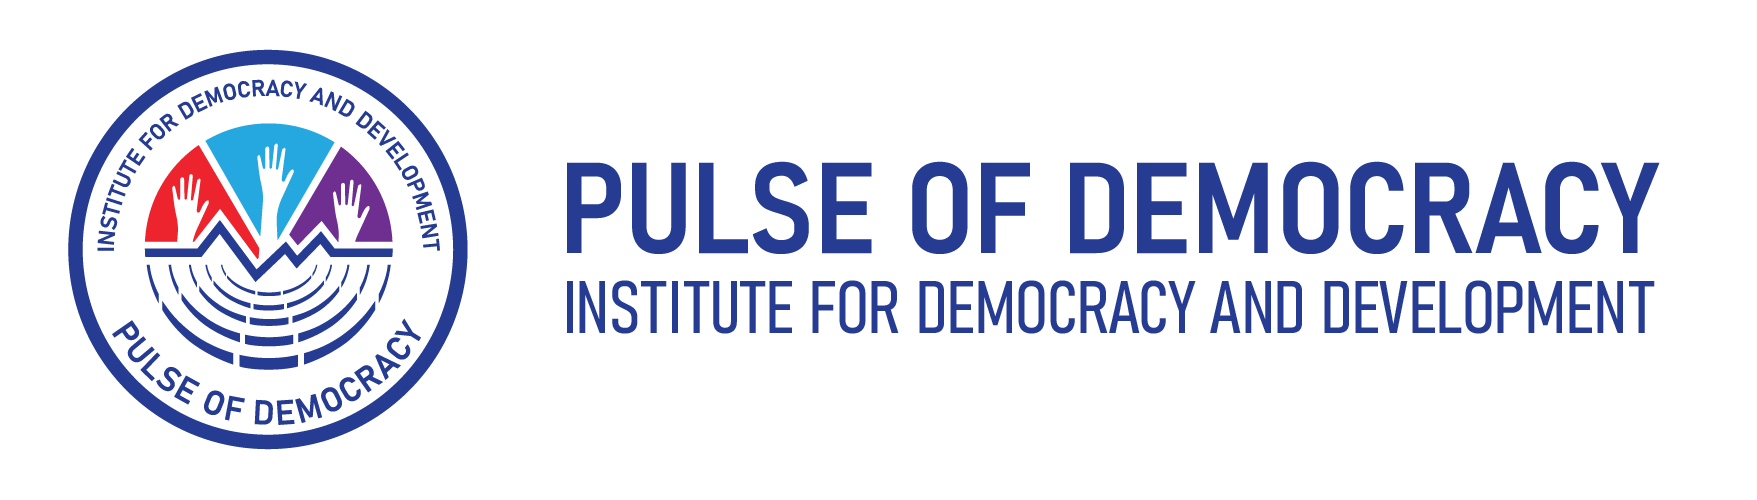 INSTITUTE FOR DEMOCRACY AND DEVELOPMENT
PULSE OF DEMOCRACY
PULSE OF DEMOCRACY
INSTITUTE FOR DEMOCRACY AND DEVELOPMENT